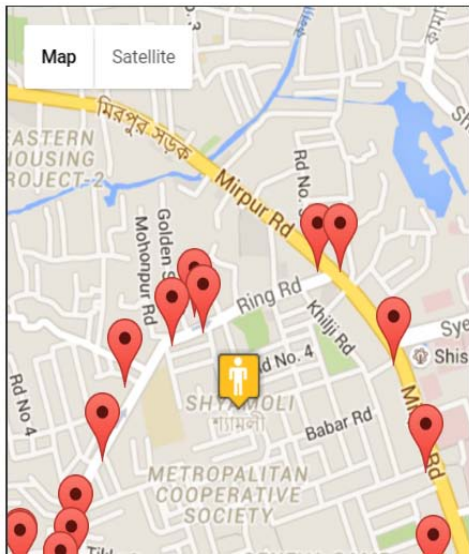 Map
Satellite
মিরপুর সড়ক
Mirpur Rd
EASTERN
HOUSING
ROJECT-2
Rd No.
Golden S
Mohonpur Rd
Ring Rd
Khilji Rd
Sye
Shis
Rd No. 4
Rd No 4
SHYAMOLI
শ্যামলী
Babar Rd
Rd
METROPOLITAN
COOPERATIVE
SOCIETY